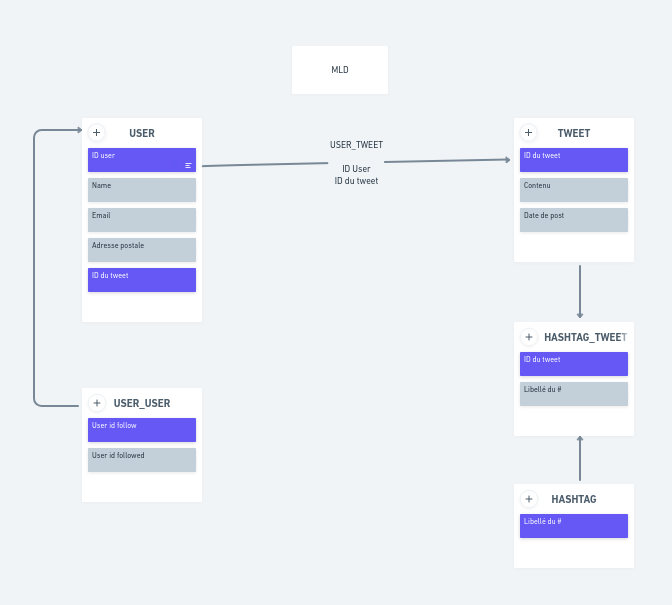 MLD
USER
ID user
Name
Email
Adresse postale
ID du tweet
USER_TWEET
ID User
ID du tweet
TWEET
ID du tweet
Contenu
Date de post
HASHTAG_TWEET
ID du tweet
Libellé du #
USER_USER
User id follow
User id followed
HASHTAG
Libellé du #